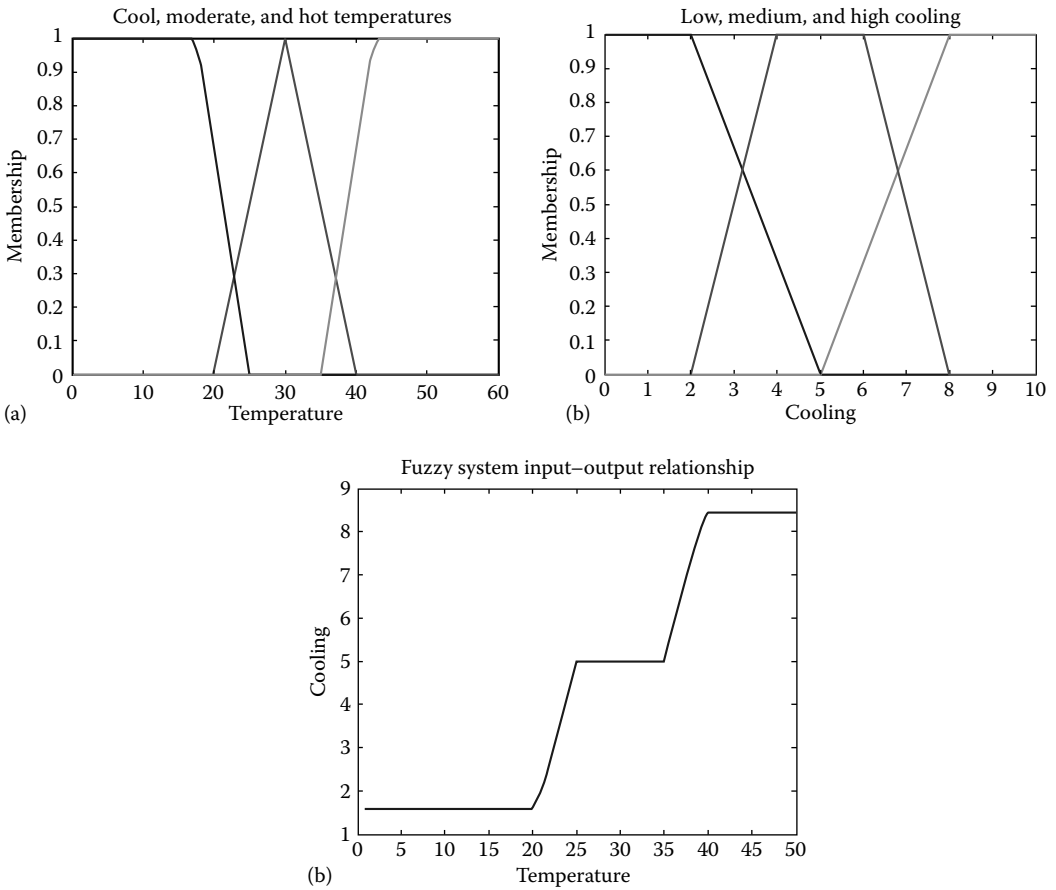 Cool, moderate, and hot temperatures
1
0.9
0.8
0.7
0.6
0.5
0.4
0.3
0.2
0.1
0
Membership
0 10 20 30 40 50 60
Temperature
(a)
Low, medium, and high cooling
1
0.9
0.8
0.7
0.6
0.5
0.4
0.3
0.2
0.1
0
Membership
0 1 2 3 4 5 6 7 8 9 10
Cooling
(b)
Fuzzy system input–output relationship
9
8
7
6
5
4
3
2
1
Cooling
0 5 10 15 20 25 30 35 40 45 50
Temperature
(b)